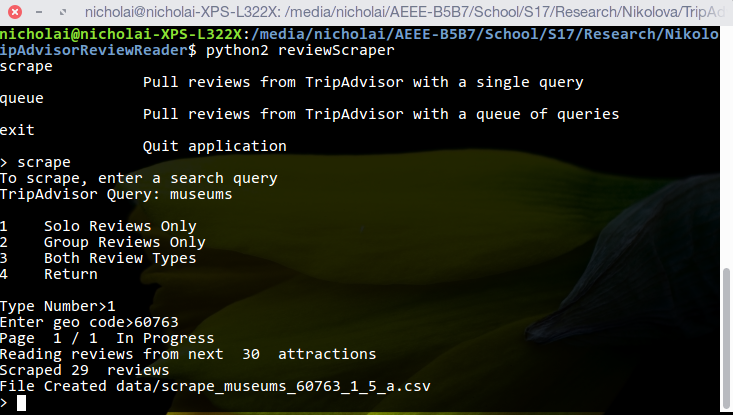 nicholai@nicholai-XPS-L322X: /media/nicholai/AEEE-B5B7/School/S17/Research/Nikolova/TripAd
nicholai@nicholai-XPS-L322X:/media/nicholai/AEEE-B5B7/School/S17/Research/Nikolo
ipAdvisorReviewReader$ python2 reviewScraper
scrape
Pull reviews from TripAdvisor with a single query
queue
Pull reviews from TripAdvisor with a queue of queries
exit
Quit application
> scrape
To scrape, enter a search query
TripAdvisor Query: museums
1 Solo Reviews Only
2 Group Reviews Only
3 Both Review Types
4 Return
Type Number>1
Enter geo code>60763
Page 1 / 1 In Progress
Reading reviews from next 30 attractions
Scraped 29 reviews
File Created data/scrape_museums_60763_1_5_a.csv
>